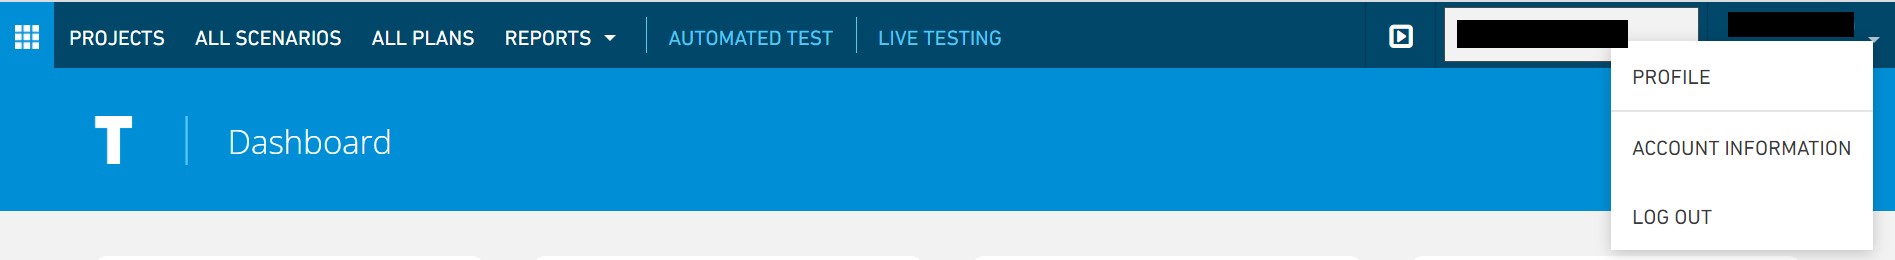 PROJECTS ALL SCENARIOS ALL PLANS REPORTS AUTOMATED TEST LIVE TESTING
PROFILE
T Dashboard
ACCOUNT INFORMATION
LOG OUT